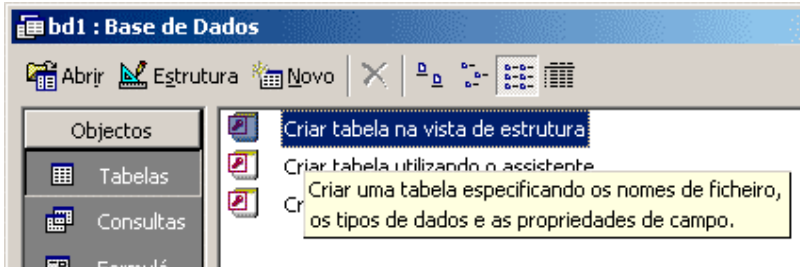 bd1 : Base de Dados
Abrir Estrutura Novo
Objectos
Criar tabela na vista de estrutura
Tabelas
Criar tabela utilizando o assistente
Criar uma tabela especificando os nomes de ficheiro,
os tipos de dados e as propriedades de campo.
Consultas